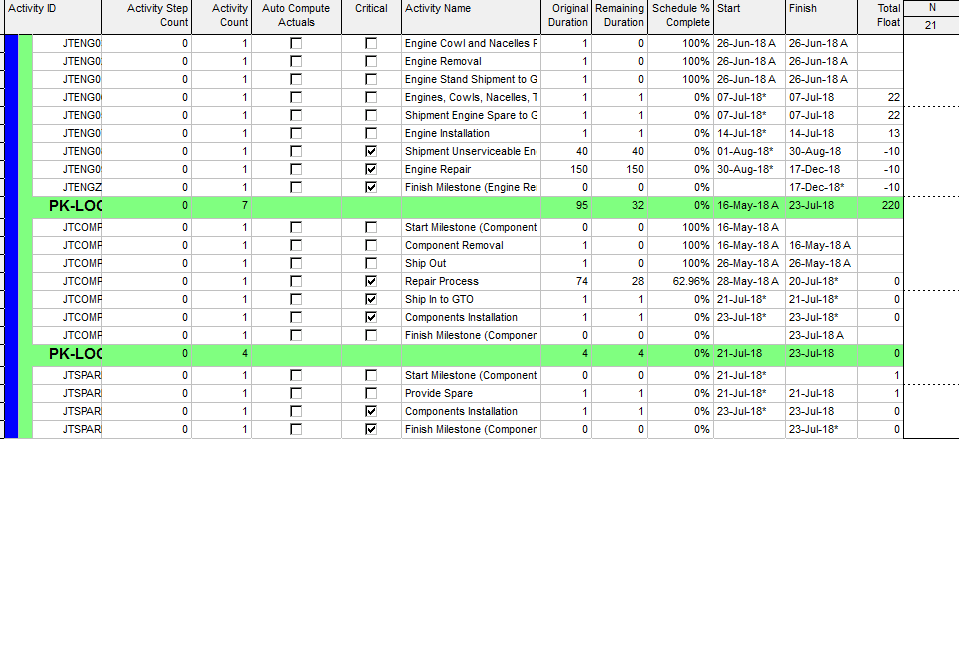 Activity ID Activity Step Count Activity Count Auto Compute Actuals Critical Activity Name Original Duration Remaining Duration Schedule % Complete Start Finish Total Float N 21
JTENG0 0 1 Engine Cowl and Nacelles F 1 0 100% 26-Jun-18 A 26-Jun-18 A
JTENG0 0 1 Engine Removal 1 0 100% 26-Jun-18 A 26-Jun-18 A
JTENG0 0 1 Engine Stand Shipment to G 1 0 100% 26-Jun-18 A 26-Jun-18 A
JTENG0 0 1 Engines, Cowls, Nacelles, T 1 1 0% 07-Jul-18* 07-Jul-18 22
JTENG0 0 1 Shipment Engine Spare to G 1 1 0% 07-Jul-18* 07-Jul-18 22
JTENG0 0 1 Engine Installation 1 1 0% 14-Jul-18* 14-Jul-18 13
JTENG0 0 1 Shipment Unserviceable En 40 40 0% 01-Aug-18* 30-Aug-18 -10
JTENG0 0 1 Engine Repair 150 150 0% 30-Aug-18* 17-Dec-18 -10
JTENGZ 0 1 Finish Milestone (Engine Re 0 0 0% 17-Dec-18* -10
PK-LOC 0 7 95 32 0% 16-May-18 A 23-Jul-18 220
JTCOMP 0 1 Start Milestone (Component 0 0 100% 16-May-18 A
JTCOMP 0 1 Component Removal 1 0 100% 16-May-18 A 16-May-18 A
JTCOMP 0 1 Ship Out 1 0 100% 26-May-18 A 26-May-18 A
JTCOMP 0 1 Repair Process 74 28 62.96% 28-May-18 A 20-Jul-18* 0
JTCOMP 0 1 Ship In to GTO 1 1 0% 21-Jul-18* 21-Jul-18* 0
JTCOMP 0 1 Components Installation 1 1 0% 23-Jul-18* 23-Jul-18* 0
JTCOMP 0 1 Finish Milestone (Componer 0 0 0% 23-Jul-18 A
PK-LOC 0 4 4 4 0% 21-Jul-18 23-Jul-18 0
JTSPAR 0 1 Start Milestone (Component 0 0 0% 21-Jul-18* 1
JTSPAR 0 1 Provide Spare 1 1 0% 21-Jul-18* 21-Jul-18 1
JTSPAR 0 1 Components Installation 1 1 0% 23-Jul-18* 23-Jul-18 0
JTSPAR 0 1 Finish Milestone (Componer 0 0 0% 23-Jul-18* 0